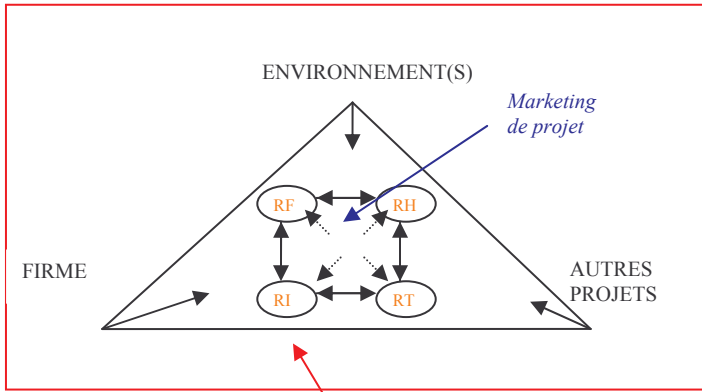 ENVIRONNEMENT(S)
Marketing
de projet
RF
RH
FIRME
AUTRES
PROJETS
RI
RT